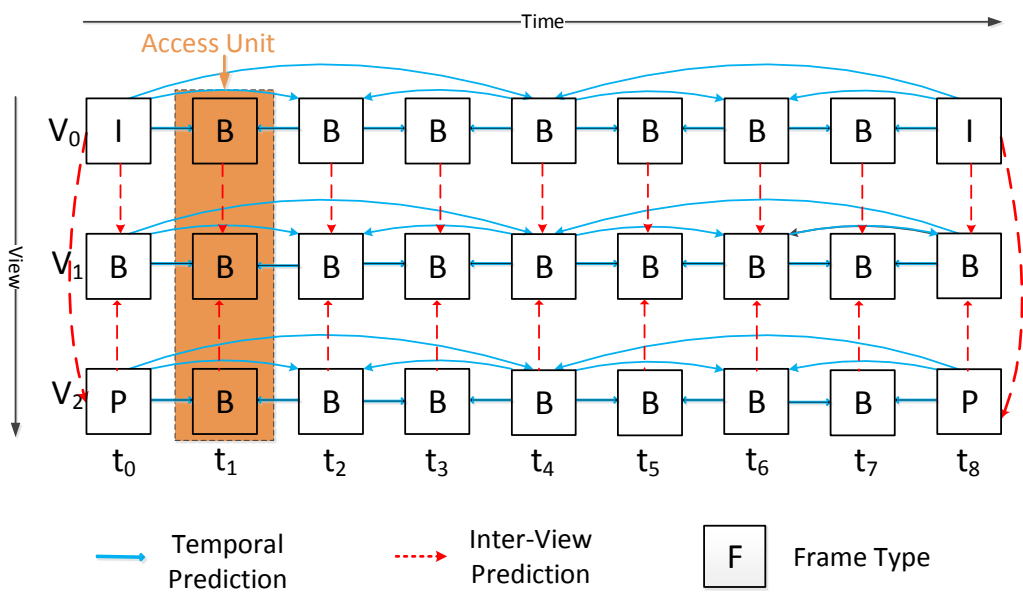 Time
Access Unit
View
V0 I B B B B B B B I
V1 B B B B B B B B B
V2 P B B B B B B B P
t0 t1 t2 t3 t4 t5 t6 t7 t8
Temporal
Prediction
Inter-View
Prediction
F
Frame Type